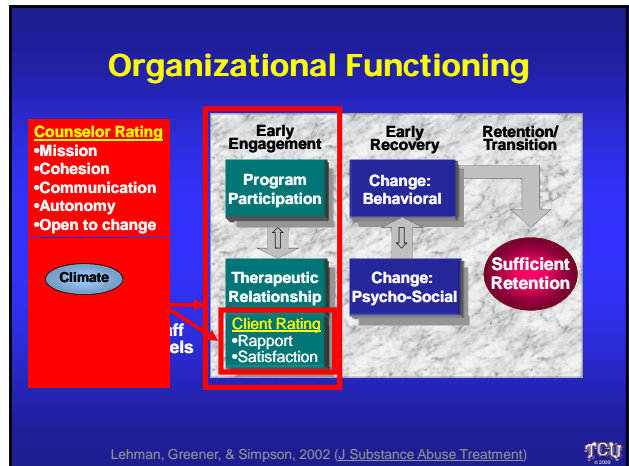 Organizational Functioning
Counselor Rating
•Mission
•Cohesion
•Communication
•Autonomy
•Open to change
Climate
Early
Engagement
Program
Participation
Therapeutic
Relationship
Client Rating
•Rapport
•Satisfaction
Early
Recovery
Change:
Behavioral
Change:
Psycho-Social
Retention/
Transition
Sufficient
Retention
Lehman, Greener, & Simpson, 2002 (J Substance Abuse Treatment)
TCU
© 2009